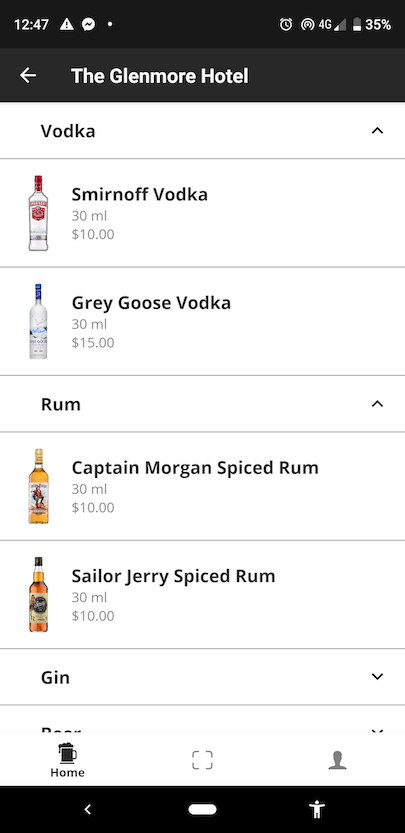 12:47
4G
35%
The Glenmore Hotel
Vodka
Smirnoff Vodka
30 ml
$10.00
Grey Goose Vodka
30 ml
$15.00
Rum
Captain Morgan Spiced Rum
30 ml
$10.00
Sailor Jerry Spiced Rum
30 ml
$10.00
Gin
Beer
Home